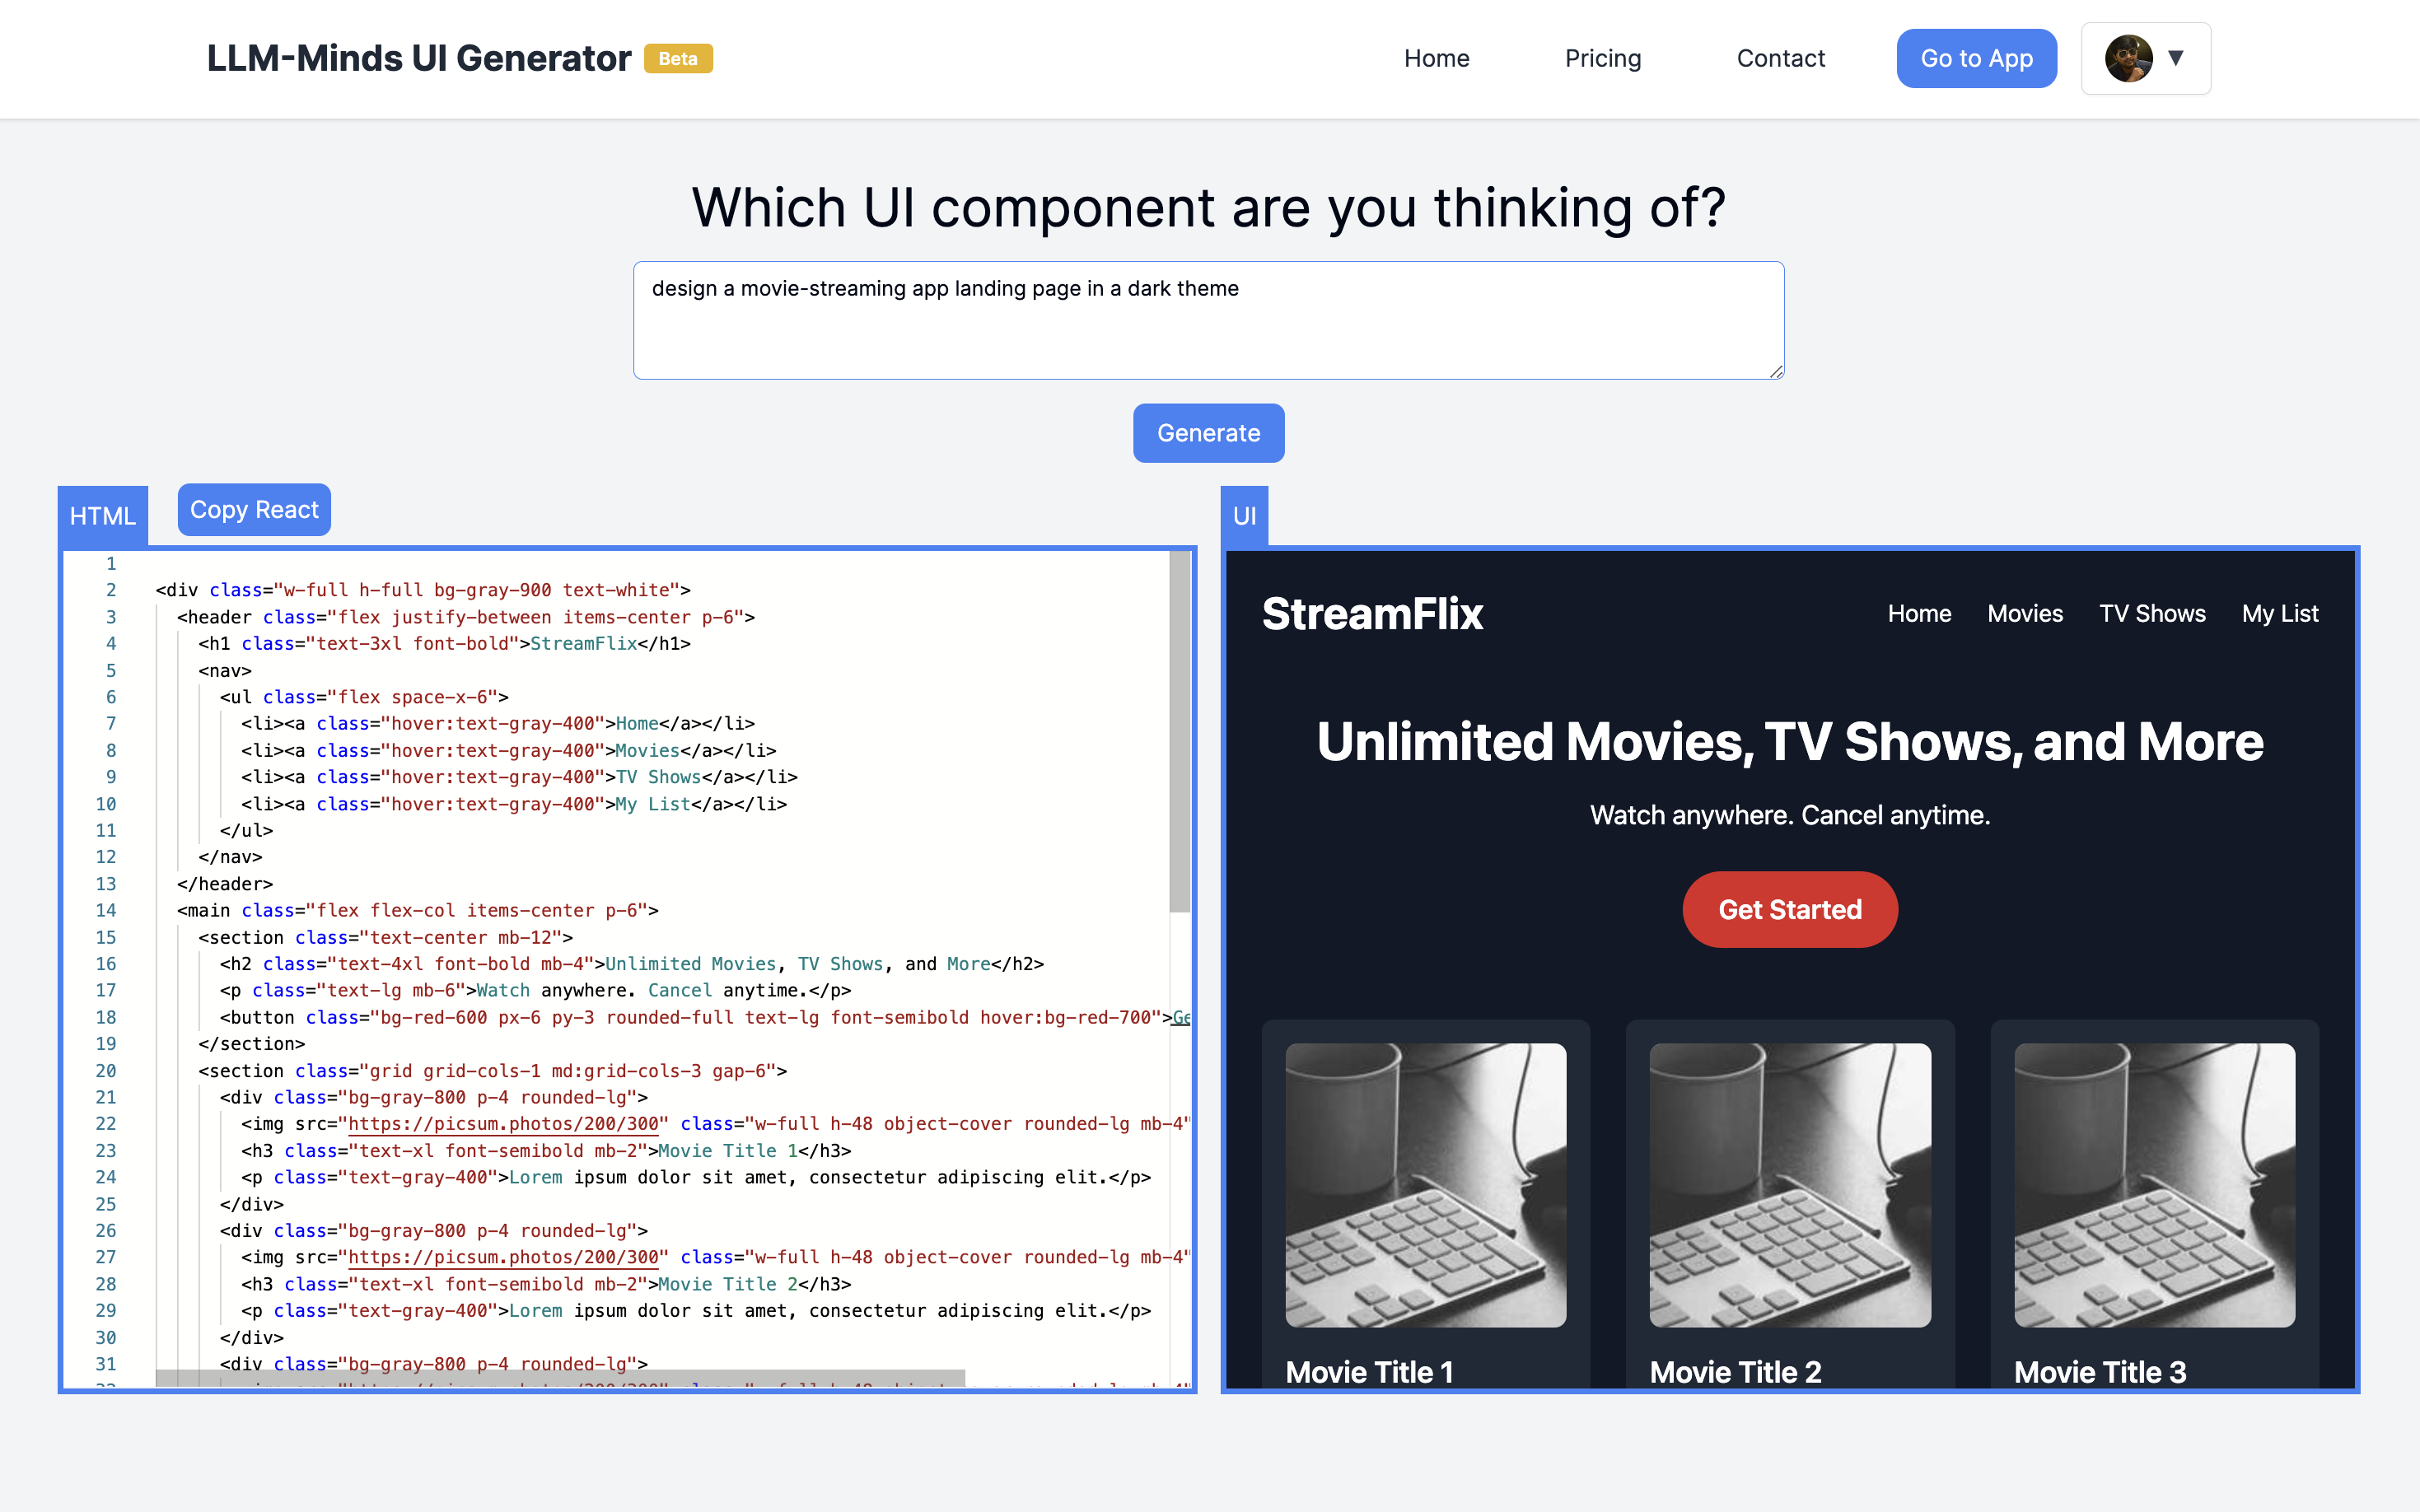 LLM-Minds UI Generator Beta
Home Pricing Contact Go to App ▼
Which UI component are you thinking of?
design a movie-streaming app landing page in a dark theme
Generate
HTML Copy React
1
2 <div class="w-full h-full bg-gray-900 text-white">
3 <header class="flex justify-between items-center p-6">
4 <h1 class="text-3xl font-bold">StreamFlix</h1>
5 <nav>
6 <ul class="flex space-x-6">
7 <li><a class="hover:text-gray-400">Home</a></li>
8 <li><a class="hover:text-gray-400">Movies</a></li>
9 <li><a class="hover:text-gray-400">TV Shows</a></li>
10 <li><a class="hover:text-gray-400">My List</a></li>
11 </ul>
12 </nav>
13 </header>
14 <main class="flex flex-col items-center p-6">
15 <section class="text-center mb-12">
16 <h2 class="text-4xl font-bold mb-4">Unlimited Movies, TV Shows, and More</h2>
17 <p class="text-lg mb-6">Watch anywhere. Cancel anytime.</p>
18 <button class="bg-red-600 px-6 py-3 rounded-full text-lg font-semibold hover:bg-red-700">Ge
19 </section>
20 <section class="grid grid-cols-1 md:grid-cols-3 gap-6">
21 <div class="bg-gray-800 p-4 rounded-lg">
22 <img src="https://picsum.photos/200/300" class="w-full h-48 object-cover rounded-lg mb-4"
23 <h3 class="text-xl font-semibold mb-2">Movie Title 1</h3>
24 <p class="text-gray-400">Lorem ipsum dolor sit amet, consectetur adipiscing elit.</p>
25 </div>
26 <div class="bg-gray-800 p-4 rounded-lg">
27 <img src="https://picsum.photos/200/300" class="w-full h-48 object-cover rounded-lg mb-4"
28 <h3 class="text-xl font-semibold mb-2">Movie Title 2</h3>
29 <p class="text-gray-400">Lorem ipsum dolor sit amet, consectetur adipiscing elit.</p>
30 </div>
31 <div class="bg-gray-800 p-4 rounded-lg">
UI
StreamFlix Home Movies TV Shows My List
Unlimited Movies, TV Shows, and More
Watch anywhere. Cancel anytime.
Get Started
Movie Title 1 Movie Title 2 Movie Title 3